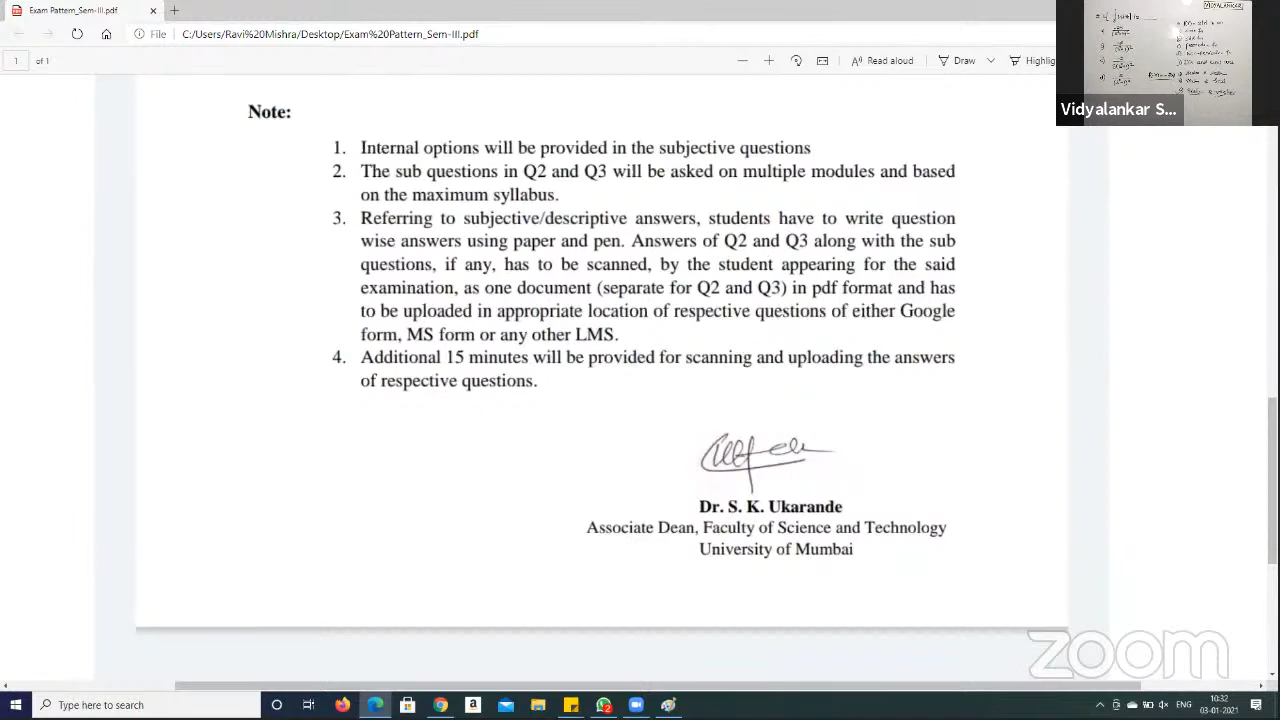 Exam Pattern_Sem-III.pdf
File C:/Users/Ravi%20Mishra/Desktop/Exam%20Pattern_Sem-III.pdf
1 of 1
Read aloud
Draw
Highlig
VIDYALANKAR
Vidyalankar S...
Note:
1. Internal options will be provided in the subjective questions
2. The sub questions in Q2 and Q3 will be asked on multiple modules and based
on the maximum syllabus.
3. Referring to subjective/descriptive answers, students have to write question
wise answers using paper and pen. Answers of Q2 and Q3 along with the sub
questions, if any, has to be scanned, by the student appearing for the said
examination, as one document (separate for Q2 and Q3) in pdf format and has
to be uploaded in appropriate location of respective questions of either Google
form, MS form or any other LMS.
4. Additional 15 minutes will be provided for scanning and uploading the answers
of respective questions.
Dr. S. K. Ukarande
Associate Dean, Faculty of Science and Technology
University of Mumbai
zoom
Type here to search
2
a
ENG
10:32
03-01-2021